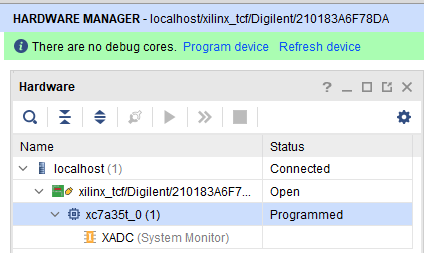 HARDWARE MANAGER - localhost/xilinx_tcf/Digilent/210183A6F78DA
There are no debug cores. Program device Refresh device
Hardware
Name Status
localhost (1) Connected
xilinx_tcf/Digilent/210183A6F7... Open
xc7a35t_0 (1) Programmed
XADC (System Monitor)